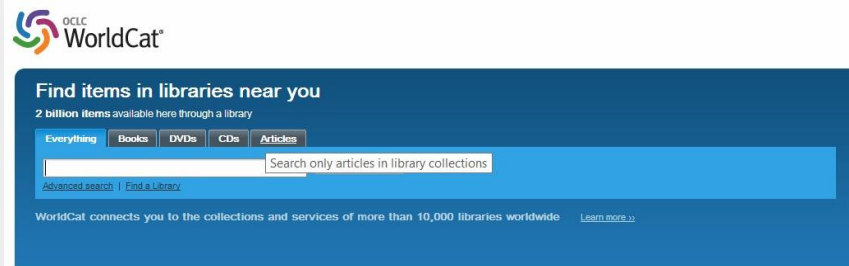 OCLC
WorldCat®
Find items in libraries near you
2 billion items available here through a library
Everything Books DVDs CDs Articles
Search only articles in library collections
Advanced search | Find a Library
WorldCat connects you to the collections and services of more than 10,000 libraries worldwide Learn more ››